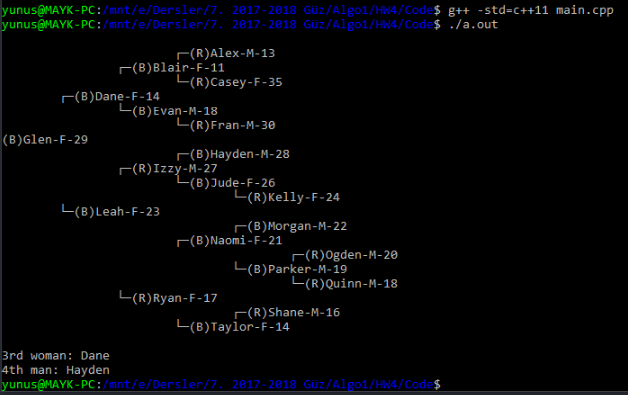 yunus@MAYK-PC:/mnt/e/Dersler/7. 2017-2018 Güz/Algo1/HW4/Code$ g++ -std=c++11 main.cpp
yunus@MAYK-PC:/mnt/e/Dersler/7. 2017-2018 Güz/Algo1/HW4/Code$ ./a.out
┌─(R)Alex-M-13
┌─(B)Blair-F-11
└─(R)Casey-F-35
┌─(B)Dane-F-14
└─(B)Evan-M-18
└─(R)Fran-M-30
(B)Glen-F-29
┌─(B)Hayden-M-28
┌─(R)Izzy-M-27
└─(B)Jude-F-26
└─(R)Kelly-F-24
└─(B)Leah-F-23
┌─(B)Morgan-M-22
┌─(B)Naomi-F-21
┌─(R)Ogden-M-20
└─(B)Parker-M-19
└─(R)Quinn-M-18
└─(R)Ryan-F-17
┌─(R)Shane-M-16
└─(B)Taylor-F-14
3rd woman: Dane
4th man: Hayden
yunus@MAYK-PC:/mnt/e/Dersler/7. 2017-2018 Güz/Algo1/HW4/Code$